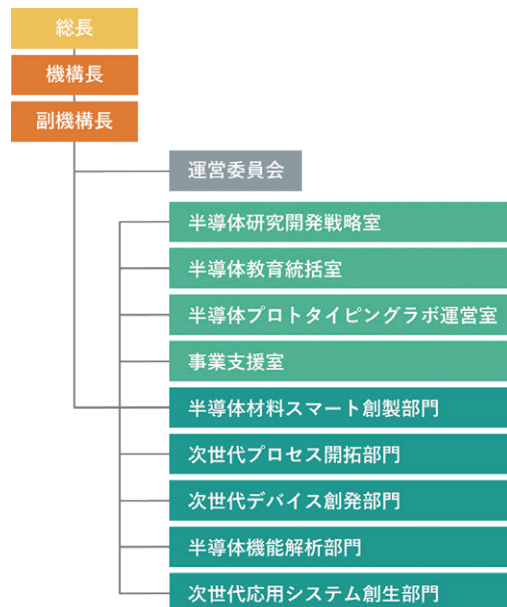 総長
機構長
副機構長
運営委員会
半導体研究開発戦略室
半導体教育統括室
半導体プロトタイピングラボ運営室
事業支援室
半導体材料スマート創製部門
次世代プロセス開拓部門
次世代デバイス創発部門
半導体機能解析部門
次世代応用システム創生部門